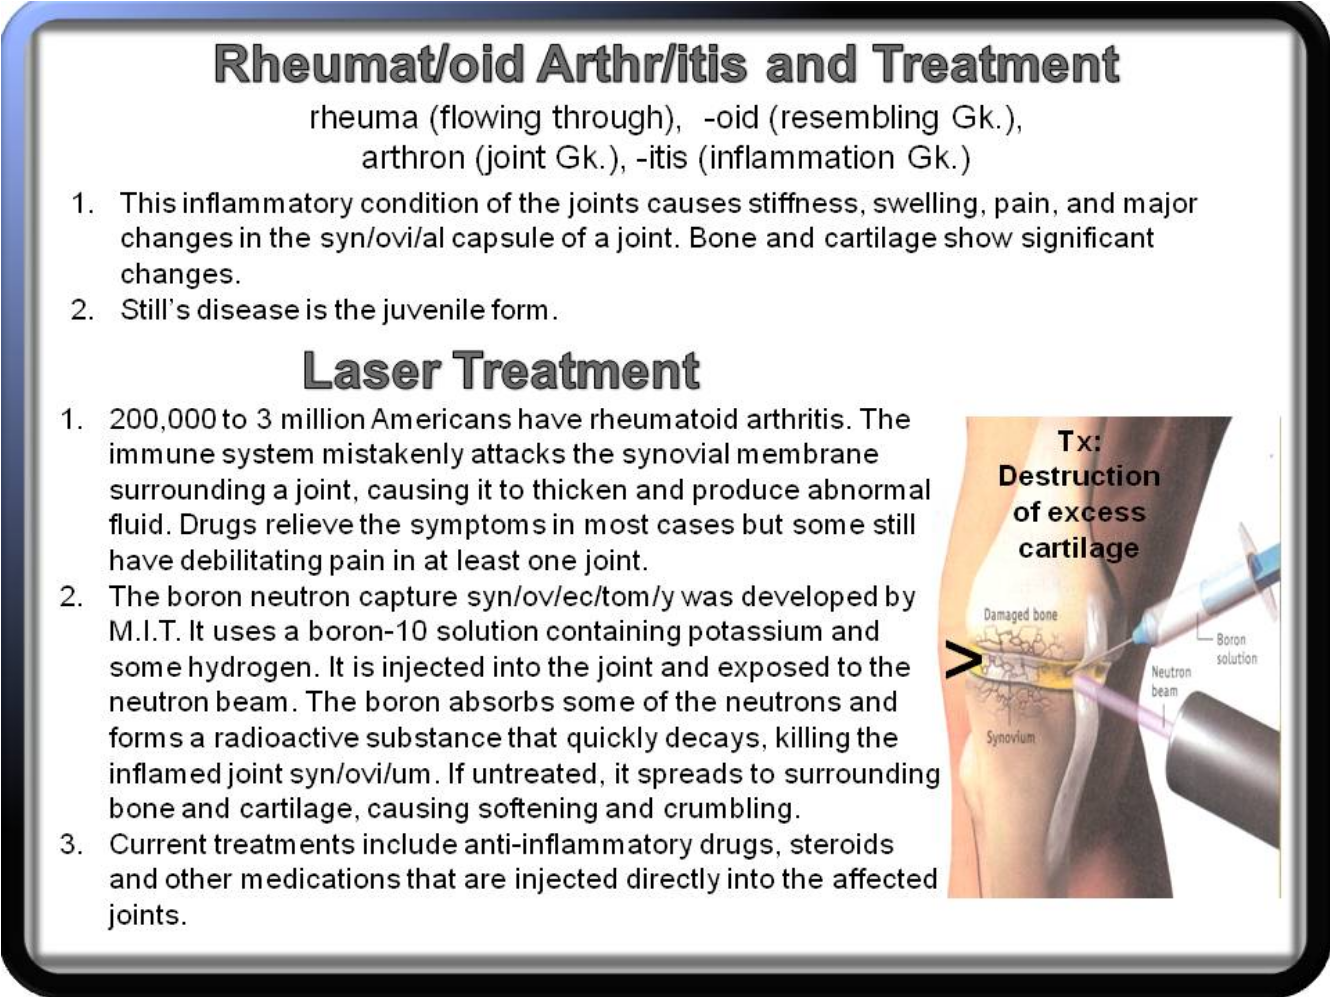 Rheumat/oid Arthr/itis and Treatment
rheuma (flowing through), -oid (resembling Gk.),
arthron (joint Gk.), -itis (inflammation Gk.)
1. This inflammatory condition of the joints causes stiffness, swelling, pain, and major
changes in the syn/ovi/al capsule of a joint. Bone and cartilage show significant
changes.
2. Still's disease is the juvenile form.
Laser Treatment
1. 200,000 to 3 million Americans have rheumatoid arthritis. The
immune system mistakenly attacks the synovial membrane
surrounding a joint, causing it to thicken and produce abnormal
fluid. Drugs relieve the symptoms in most cases but some still
have debilitating pain in at least one joint.
2. The boron neutron capture syn/ov/ec/tom/y was developed by
M.I.T. It uses a boron-10 solution containing potassium and
some hydrogen. It is injected into the joint and exposed to the
neutron beam. The boron absorbs some of the neutrons and
forms a radioactive substance that quickly decays, killing the
inflamed joint syn/ovi/um. If untreated, it spreads to surrounding
bone and cartilage, causing softening and crumbling.
3. Current treatments include anti-inflammatory drugs, steroids
and other medications that are injected directly into the affected
joints.
Tx:
Destruction
of excess
cartilage
Damaged bone
>
Boron
solution
Neutron
beam
Synovium